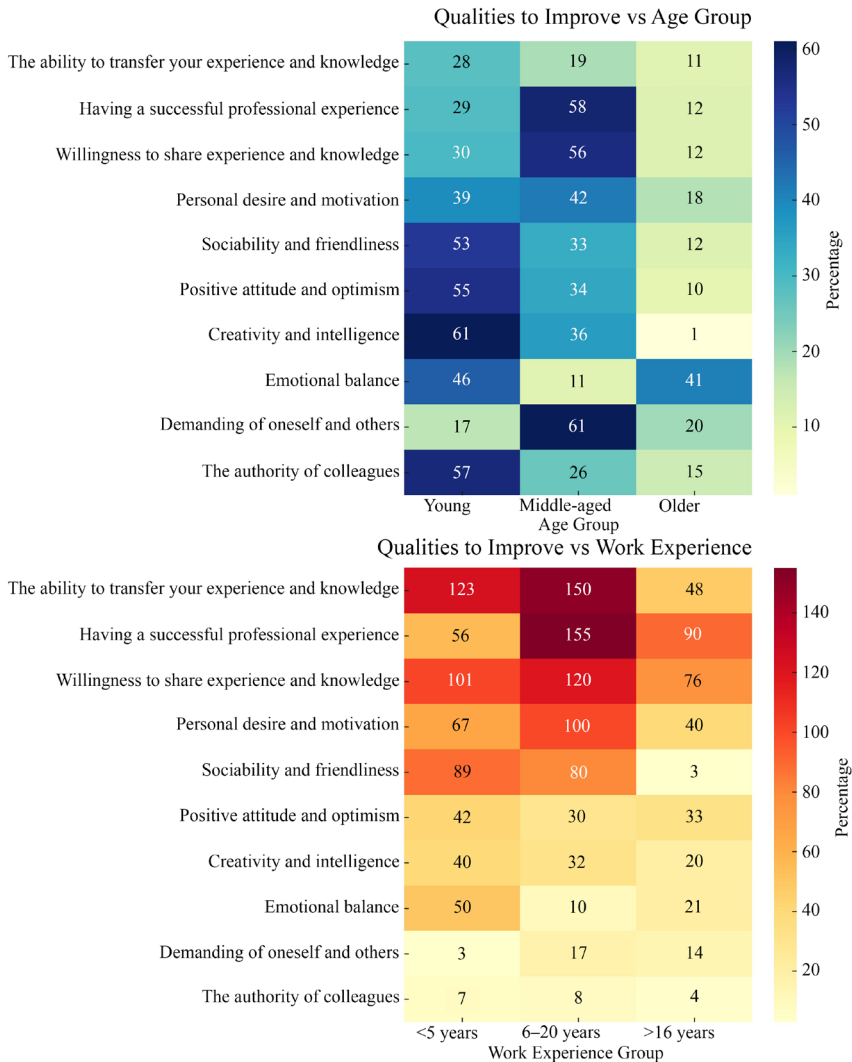 Qualities to Improve vs Age Group
The ability to transfer your experience and knowledge 28 19 11
Having a successful professional experience 29 58 12
Willingness to share experience and knowledge 30 56 12
Personal desire and motivation 39 42 18
Sociability and friendliness 53 33 12
Positive attitude and optimism 55 34 10
Creativity and intelligence 61 36 1
Emotional balance 46 11 41
Demanding of oneself and others 17 61 20
The authority of colleagues 57 26 15
Young Middle-aged Older
Age Group
60
50
40
30
20
10
Percentage
Qualities to Improve vs Work Experience
The ability to transfer your experience and knowledge 123 150 48
Having a successful professional experience 56 155 90
Willingness to share experience and knowledge 101 120 76
Personal desire and motivation 67 100 40
Sociability and friendliness 89 80 3
Positive attitude and optimism 42 30 33
Creativity and intelligence 40 32 20
Emotional balance 50 10 21
Demanding of oneself and others 3 17 14
The authority of colleagues 7 8 4
<5 years 6–20 years >16 years
Work Experience Group
140
120
100
80
60
40
20
Percentage